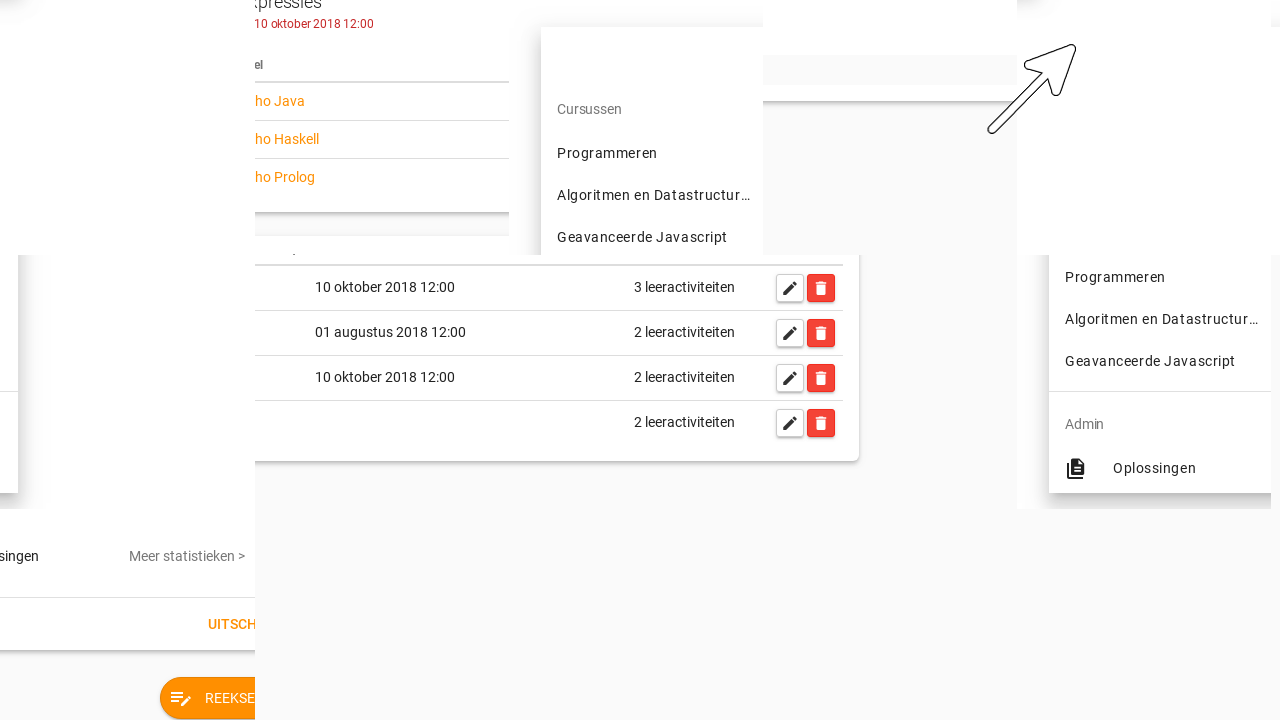 10 oktober 2018 12:00
ho Java
ho Haskell
ho Prolog
Cursussen
Programmeren
Algoritmen en Datastructur…
Geavanceerde Javascript
10 oktober 2018 12:00 3 leeractiviteiten
01 augustus 2018 12:00 2 leeractiviteiten
10 oktober 2018 12:00 2 leeractiviteiten
2 leeractiviteiten
Programmeren
Algoritmen en Datastructur…
Geavanceerde Javascript
Admin
Oplossingen
singen Meer statistieken >
UITSCH
REEKSE